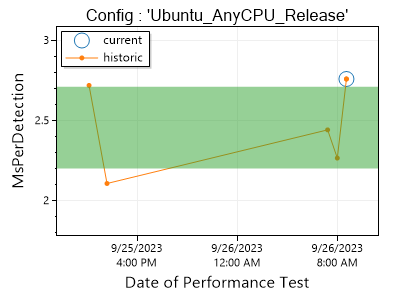 Config : 'Ubuntu_AnyCPU_Release'
current
historic
3
2.5
2
MsPerDetection
9/25/2023 9/26/2023 9/26/2023
4:00 PM 12:00 AM 8:00 AM
Date of Performance Test